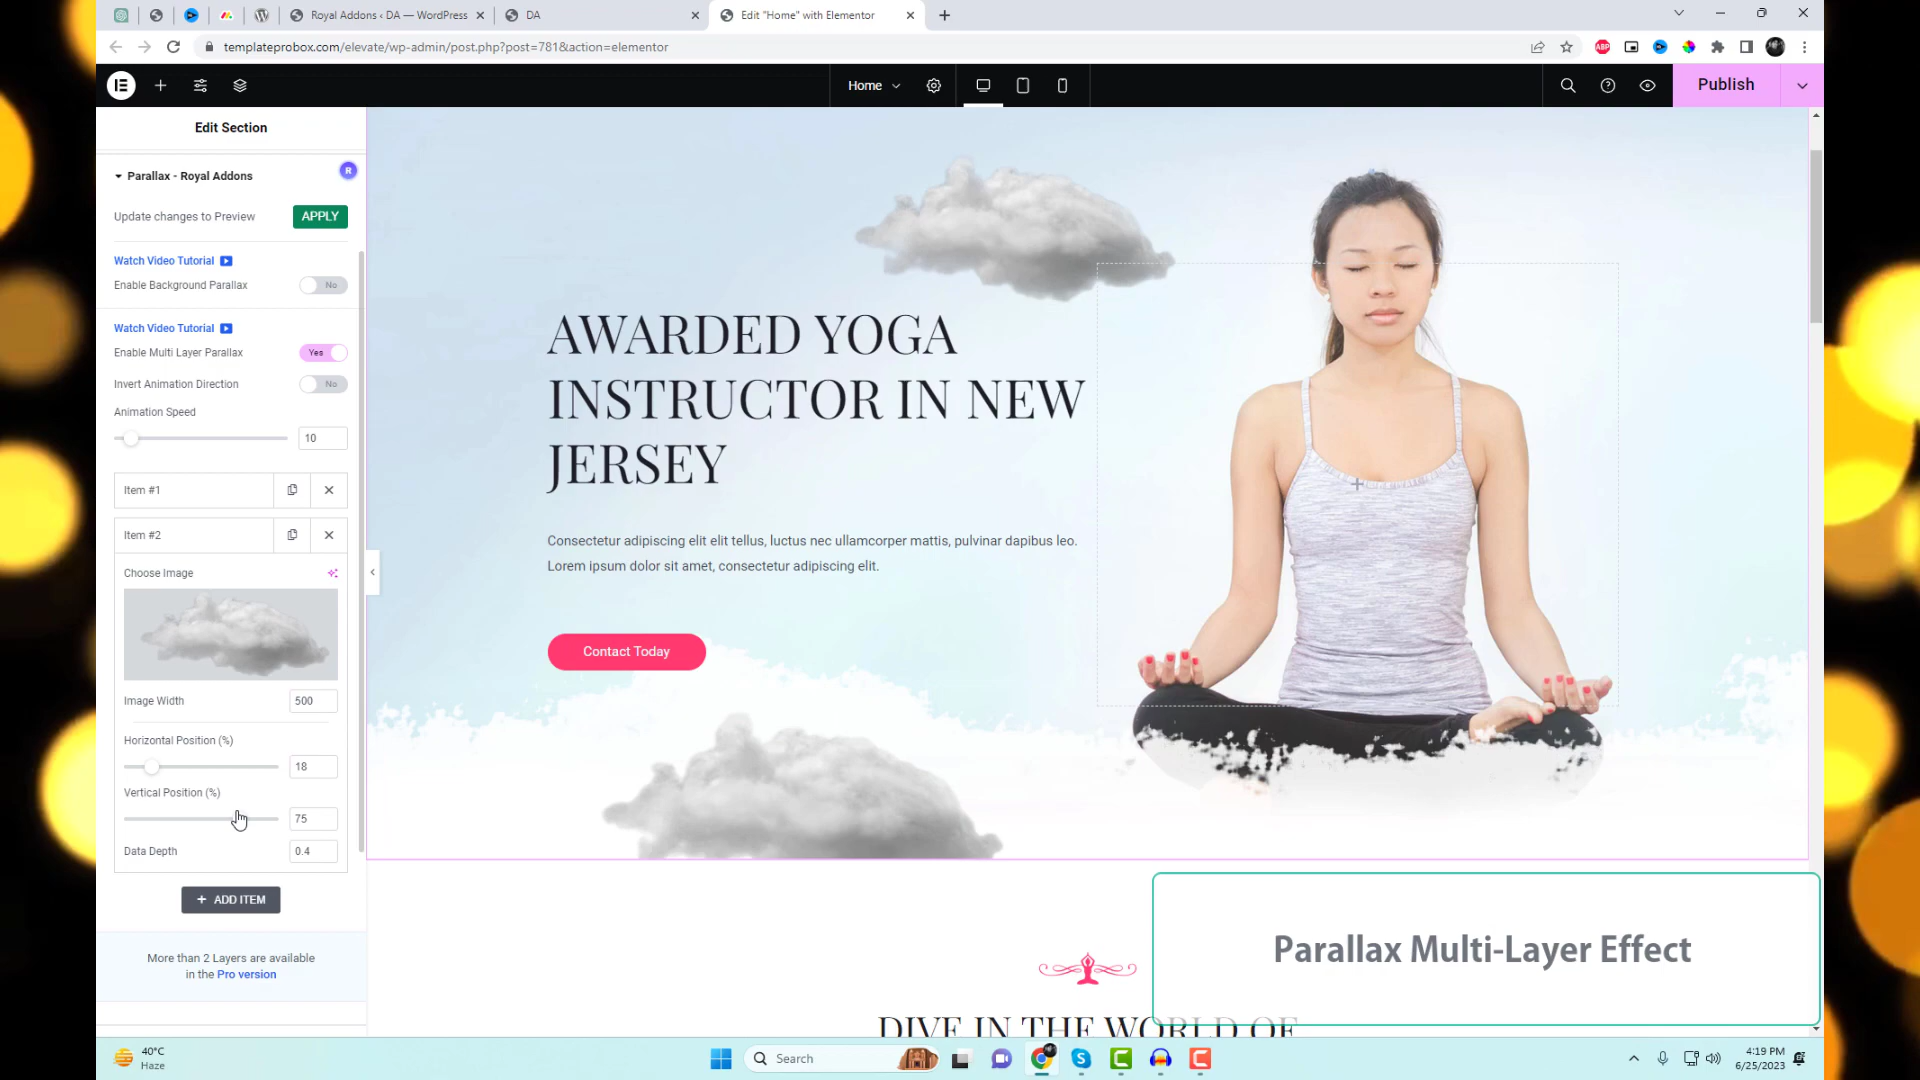 Royal Addons ‹ DA — WordPress
DA
Edit "Home" with Elementor
templateprobox.com/elevate/wp-admin/post.php?post=781&action=elementor
ABP
Home
Publish
Edit Section
Parallax - Royal Addons
R
Update changes to Preview
APPLY
Watch Video Tutorial
Enable Background Parallax
No
Watch Video Tutorial
Enable Multi Layer Parallax
Yes
Invert Animation Direction
No
Animation Speed
10
Item #1
Item #2
Choose Image
Image Width
500
Horizontal Position (%)
18
Vertical Position (%)
75
Data Depth
0.4
+ ADD ITEM
More than 2 Layers are available
in the Pro version
AWARDED YOGA
INSTRUCTOR IN NEW
JERSEY
Consectetur adipiscing elit elit tellus, luctus nec ullamcorper mattis, pulvinar dapibus leo.
Lorem ipsum dolor sit amet, consectetur adipiscing elit.
Contact Today
Parallax Multi-Layer Effect
DIVE IN THE WORLD OF
40°C
Haze
Search
4:19 PM
6/25/2023